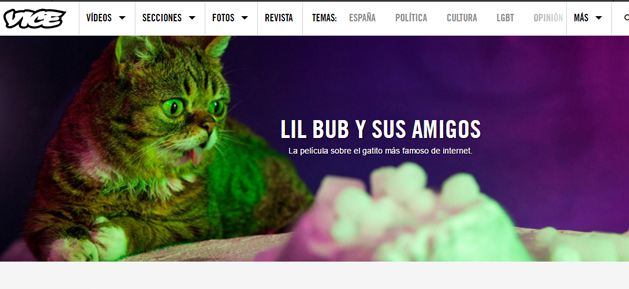 VICE VÍDEOS SECCIONES FOTOS REVISTA TEMAS: ESPAÑA POLÍTICA CULTURA LGBT OPINIÓN MÁS
LIL BUB Y SUS AMIGOS
La película sobre el gatito más famoso de internet.